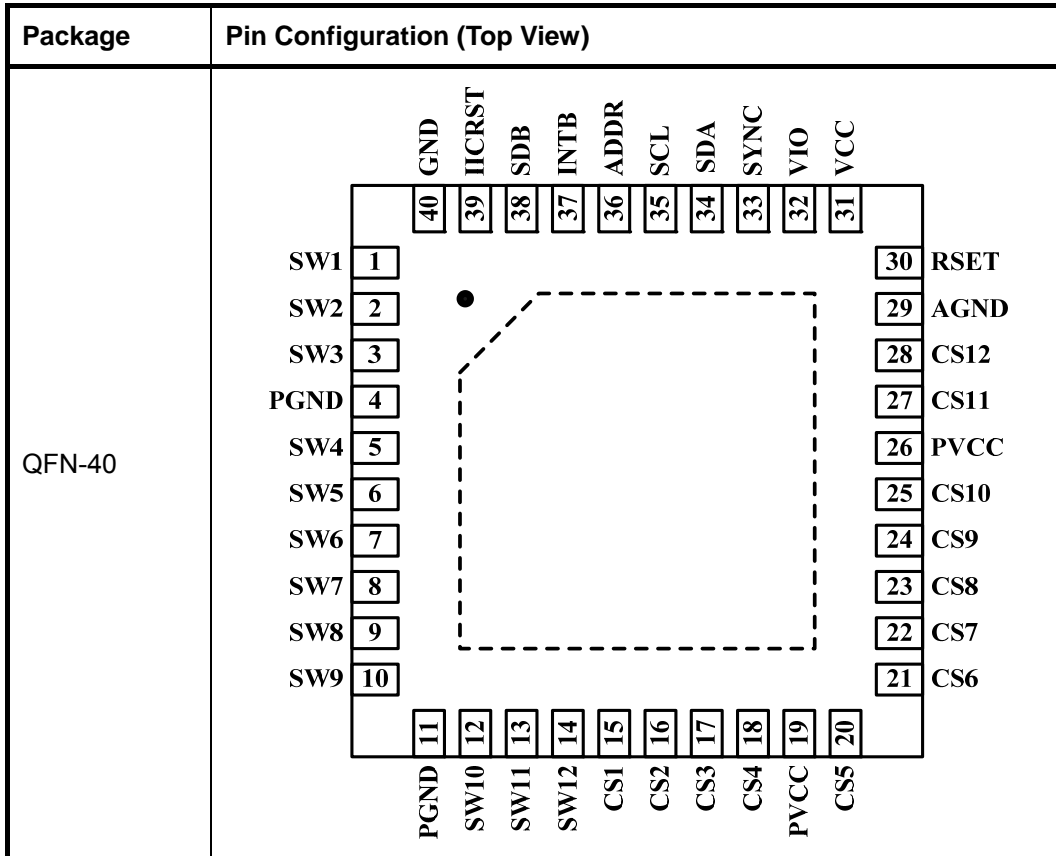 Package Pin Configuration (Top View)
QFN-40
GND IICRST SDB INTB ADDR SCL SDA SYNC VIO VCC
40 39 38 37 36 35 34 33 32 31
SW1 1 30 RSET
SW2 2 29 AGND
SW3 3 28 CS12
PGND 4 27 CS11
SW4 5 26 PVCC
SW5 6 25 CS10
SW6 7 24 CS9
SW7 8 23 CS8
SW8 9 22 CS7
SW9 10 21 CS6
11 12 13 14 15 16 17 18 19 20
PGND SW10 SW11 SW12 CS1 CS2 CS3 CS4 PVCC CS5